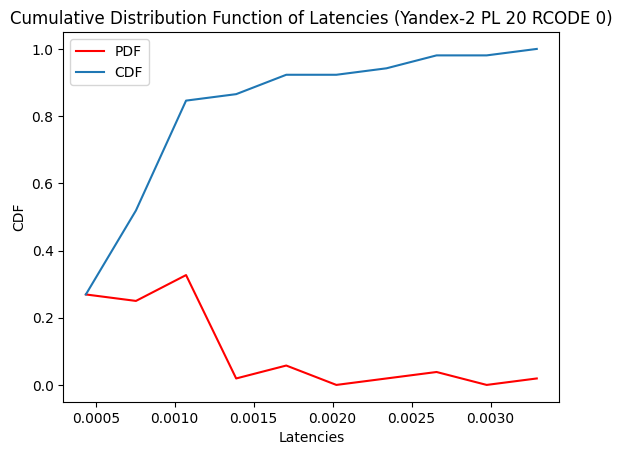 Cumulative Distribution Function of Latencies (Yandex-2 PL 20 RCODE 0)
PDF
CDF
1.0
0.8
0.6
0.4
0.2
0.0
CDF
0.0005
0.0010
0.0015
0.0020
0.0025
0.0030
Latencies